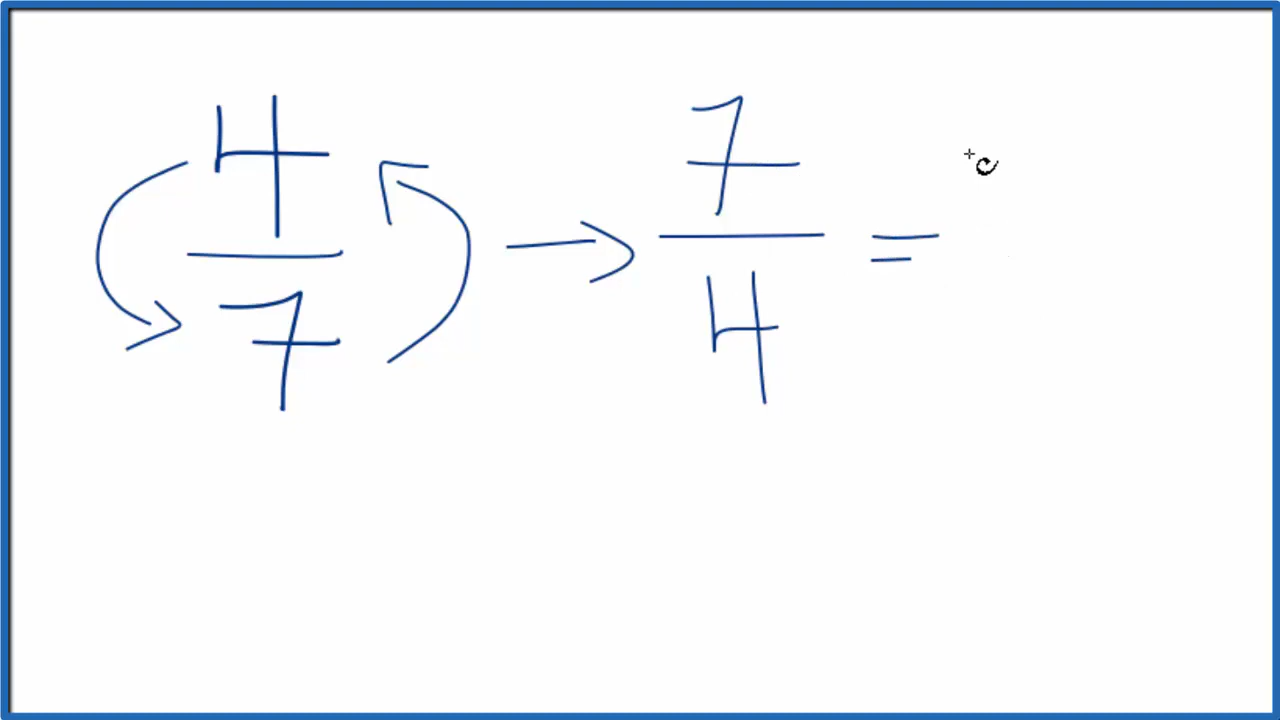 4/7 → 7/4 =